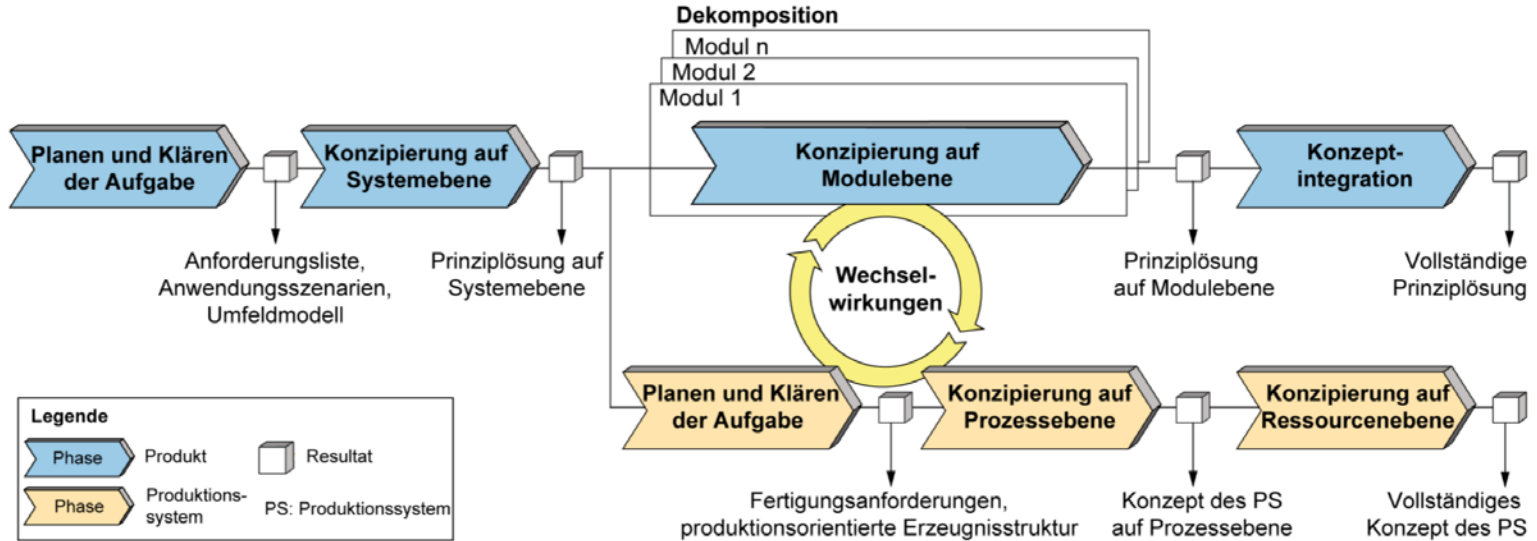 Dekomposition
Modul n
Modul 2
Modul 1
Planen und Klären
der Aufgabe
Konzipierung auf
Systemebene
Konzipierung auf
Modulebene
Konzept-
integration
Anforderungsliste,
Anwendungsszenarien,
Umfeldmodell
Prinziplösung auf
Systemebene
Wechsel-
wirkungen
Prinziplösung
auf Modulebene
Vollständige
Prinziplösung
Planen und Klären
der Aufgabe
Konzipierung auf
Prozessebene
Konzipierung auf
Ressourcenebene
Fertigungsanforderungen,
produktionsorientierte Erzeugnisstruktur
Konzept des PS
auf Prozessebene
Vollständiges
Konzept des PS
Legende
Phase
Produkt
Resultat
Phase
Produktions-
system
PS: Produktionssystem